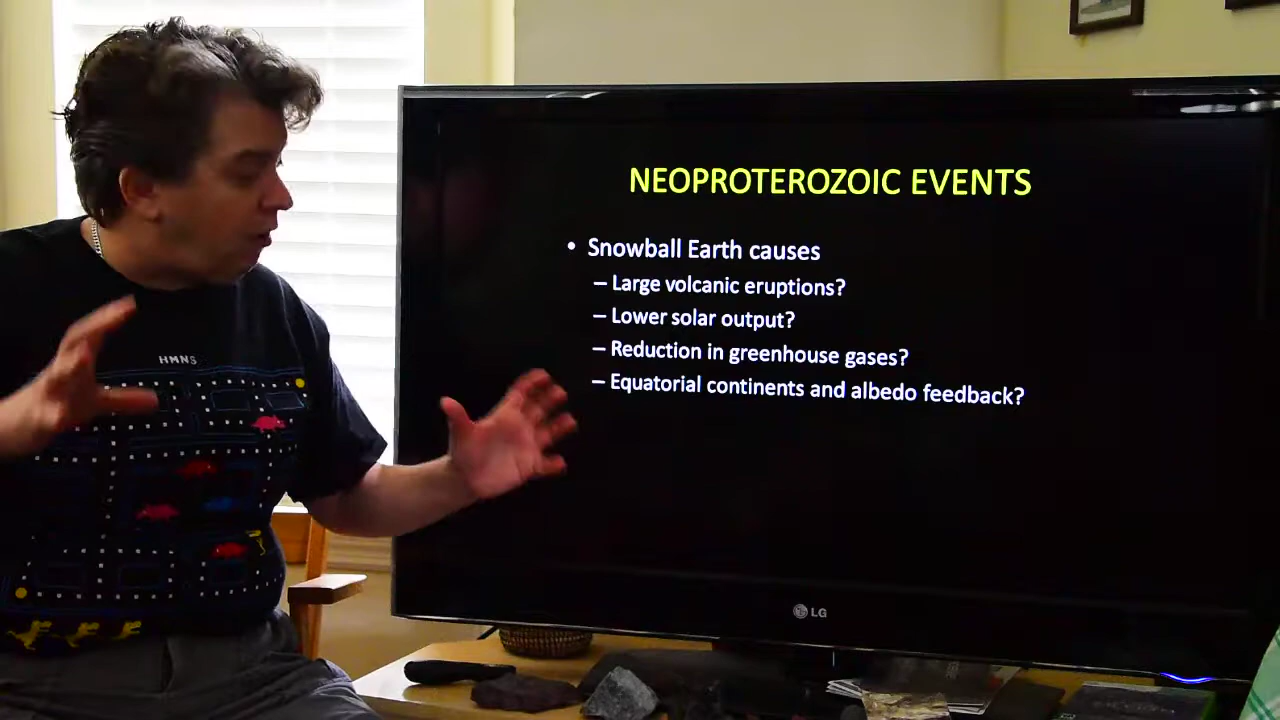 HMNS
NEOPROTEROZOIC EVENTS
• Snowball Earth causes
– Large volcanic eruptions?
– Lower solar output?
– Reduction in greenhouse gases?
– Equatorial continents and albedo feedback?
LG